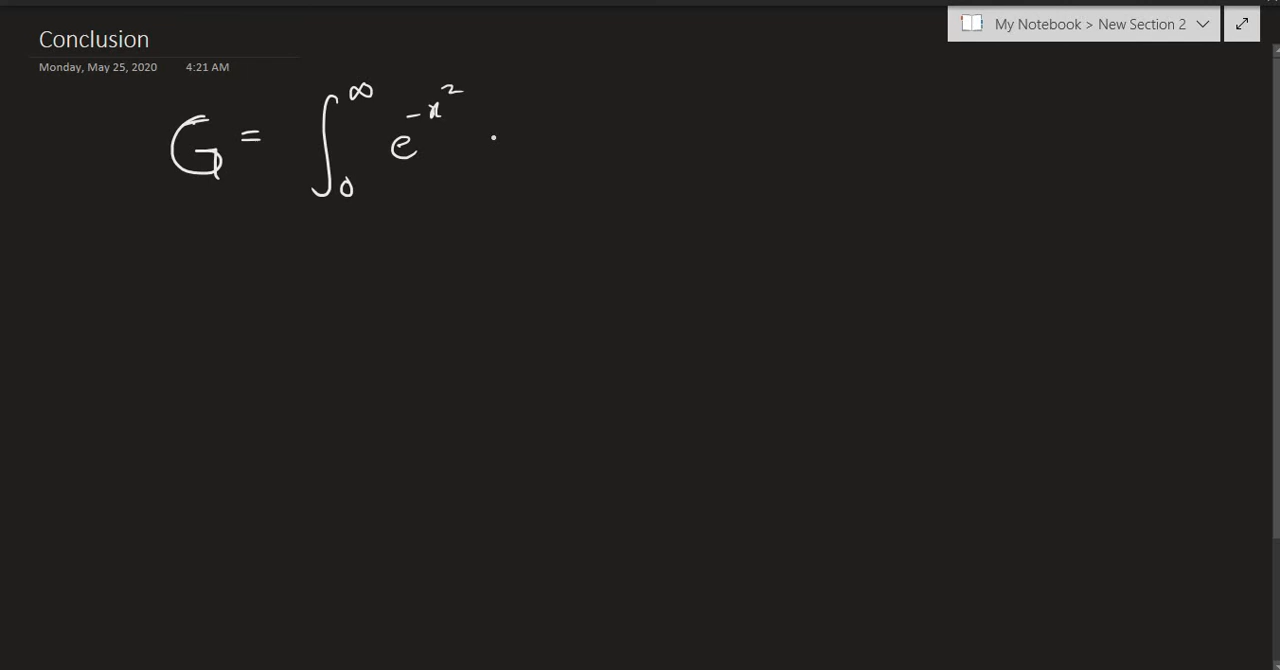 My Notebook > New Section 2
Conclusion
Monday, May 25, 2020 4:21 AM
G = ∫₀^∞ e^{-x²} .